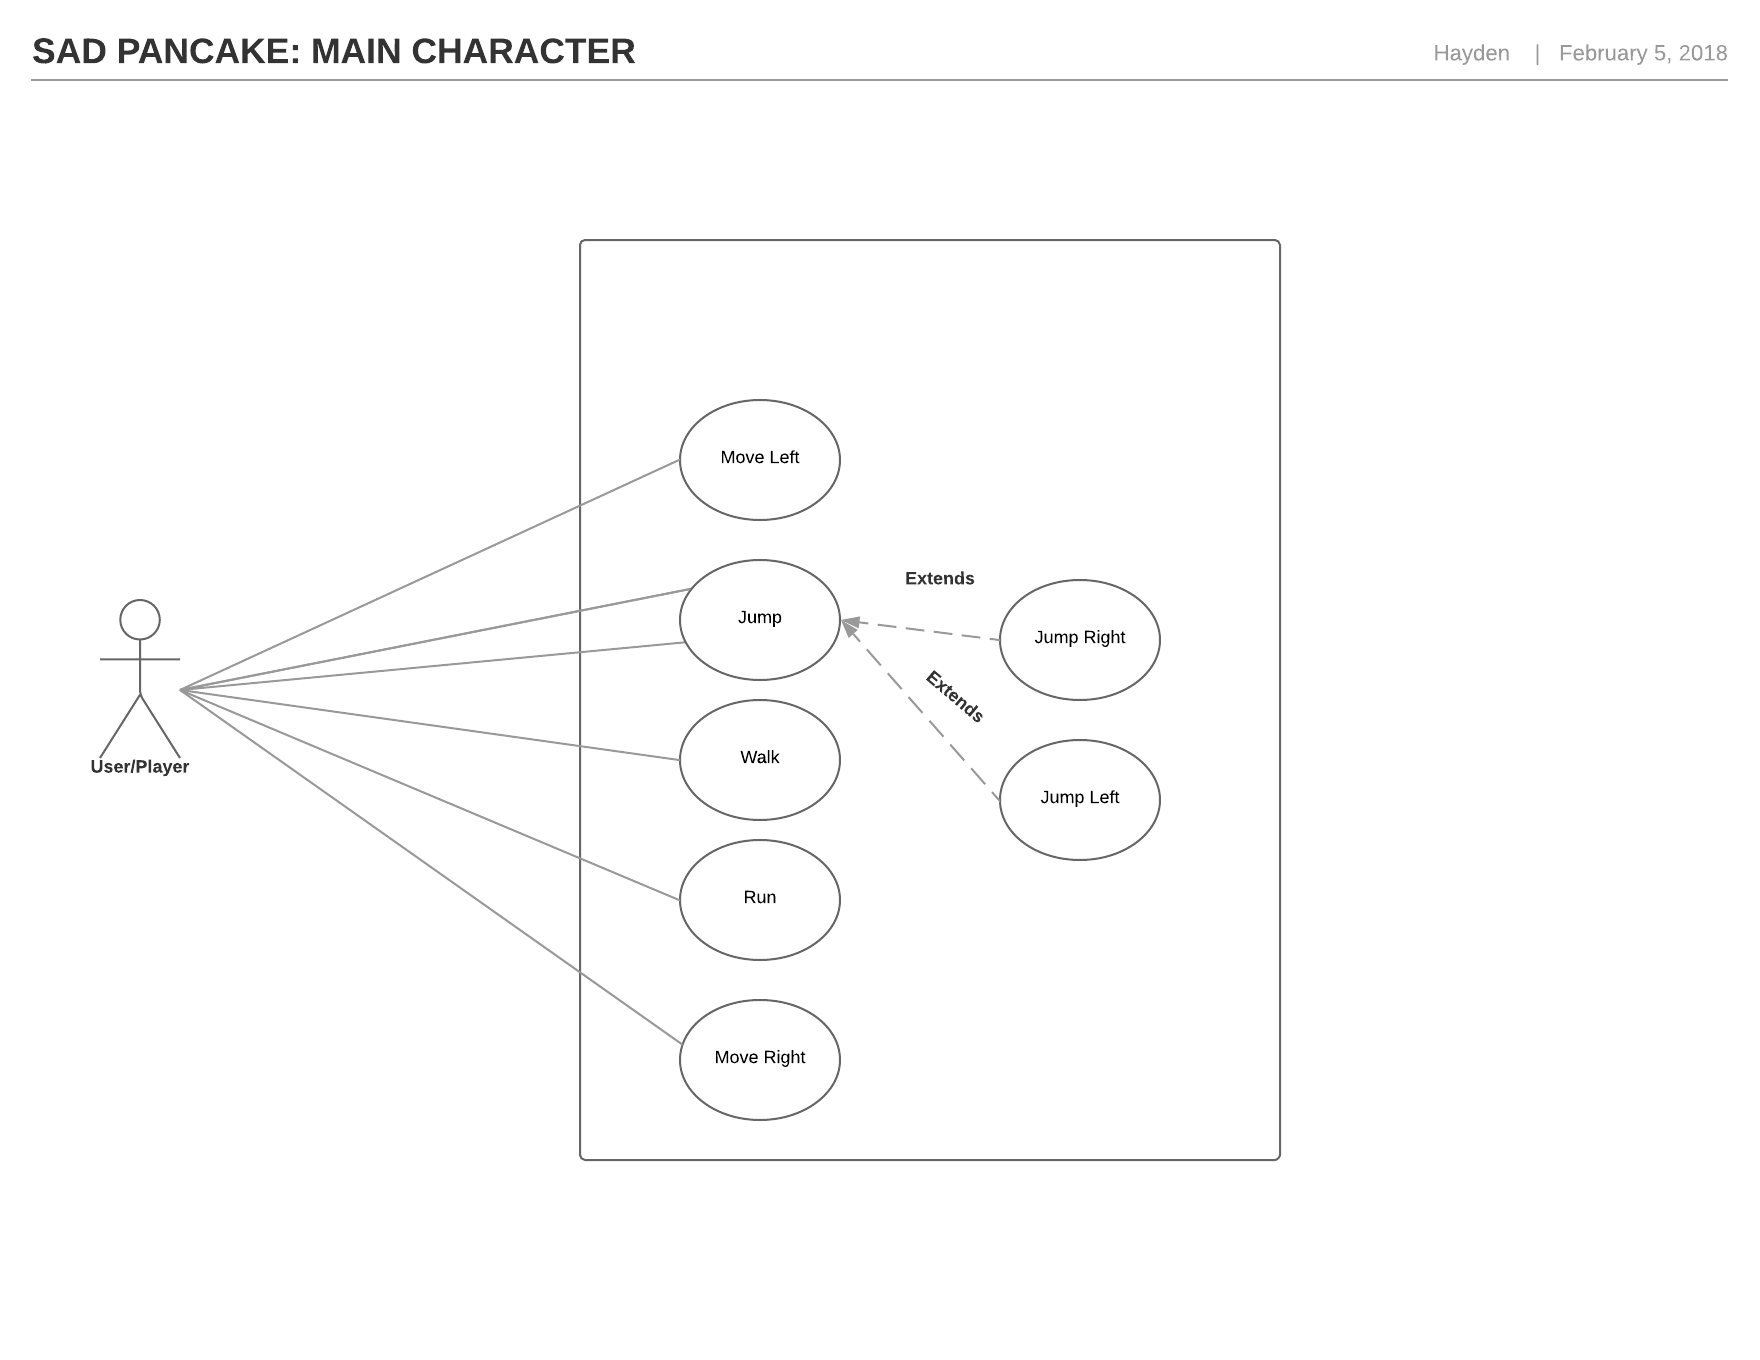 SAD PANCAKE: MAIN CHARACTER
Hayden | February 5, 2018
Move Left
Extends
Jump
Jump Right
Extends
User/Player
Walk
Jump Left
Run
Move Right